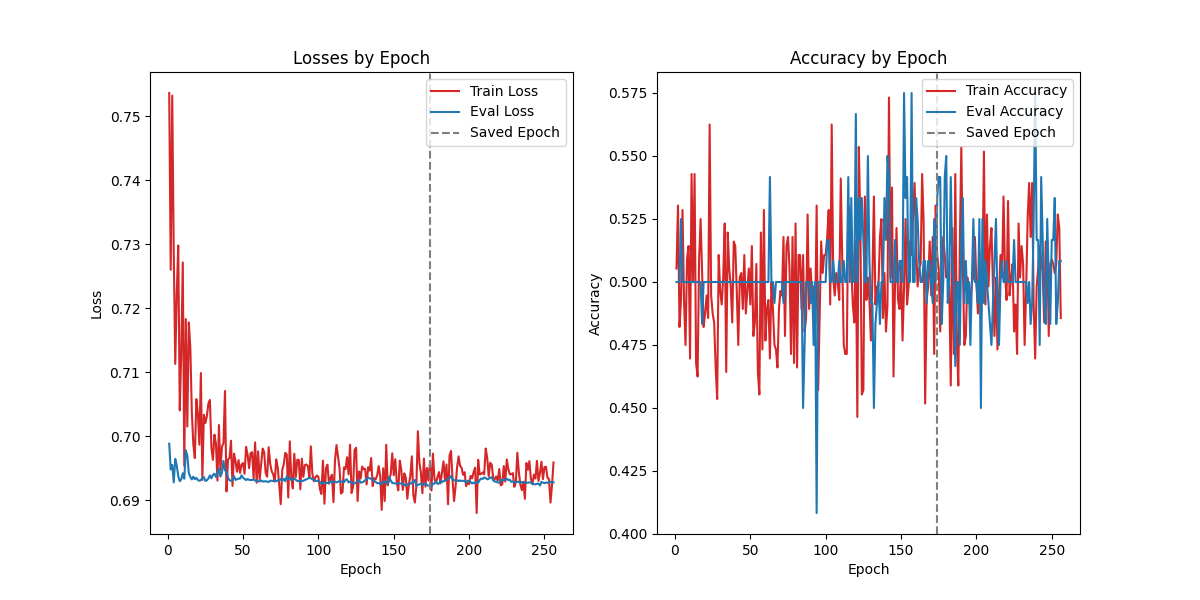 Losses by Epoch
Train Loss
Eval Loss
Saved Epoch
0.75
0.74
0.73
0.72
0.71
0.70
0.69
Loss
0
50
100
150
200
250
Epoch
Accuracy by Epoch
Train Accuracy
Eval Accuracy
Saved Epoch
0.575
0.550
0.525
0.500
0.475
0.450
0.425
0.400
Accuracy
0
50
100
150
200
250
Epoch